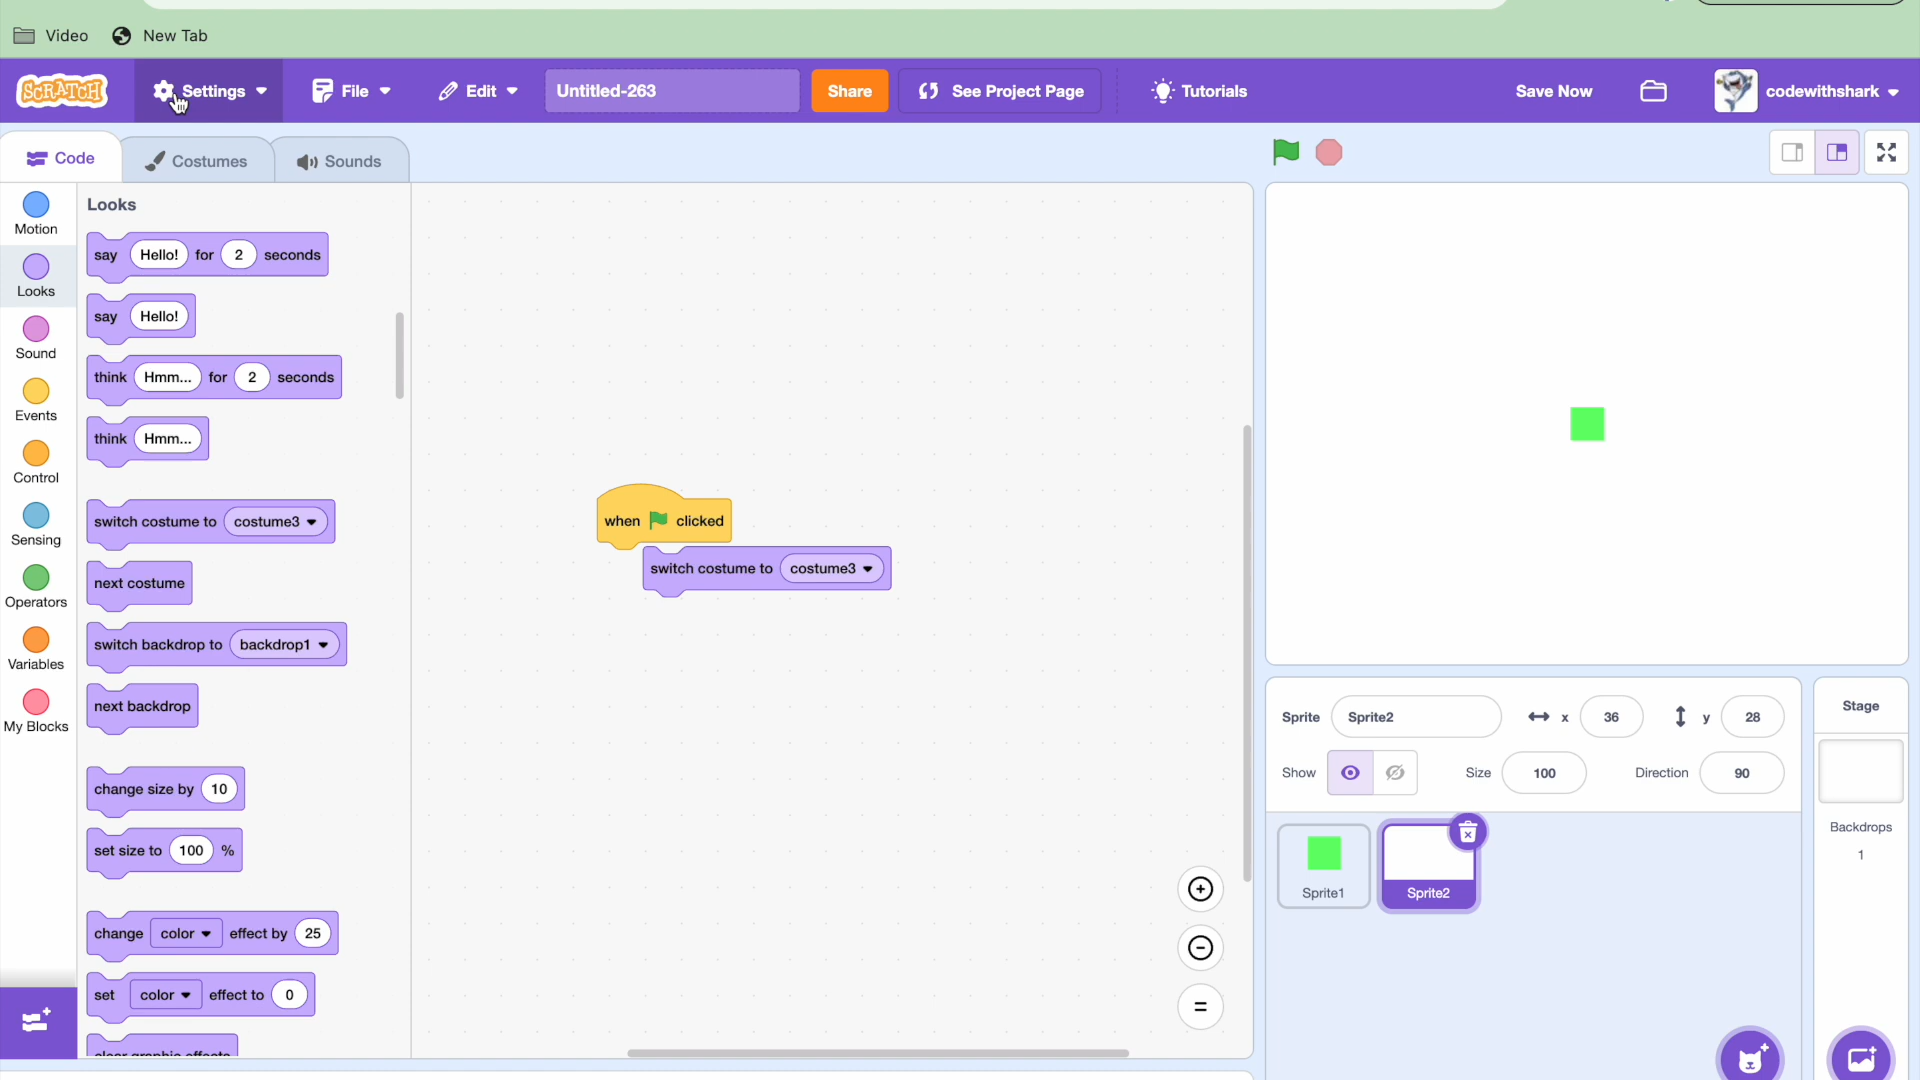 Video New Tab
SCRATCH Settings File Edit Untitled-263 Share See Project Page Tutorials Save Now codewithshark
Code Costumes Sounds
Motion
Looks
Sound
Events
Control
Sensing
Operators
Variables
My Blocks
Looks
say Hello! for 2 seconds
say Hello!
think Hmm... for 2 seconds
think Hmm...
switch costume to costume3
next costume
switch backdrop to backdrop1
next backdrop
change size by 10
set size to 100 %
change color effect by 25
set color effect to 0
clear graphic effects
when clicked
switch costume to costume3
Sprite Sprite2 x 36 y 28
Show Size 100 Direction 90
Sprite1 Sprite2
Stage
Backdrops
1